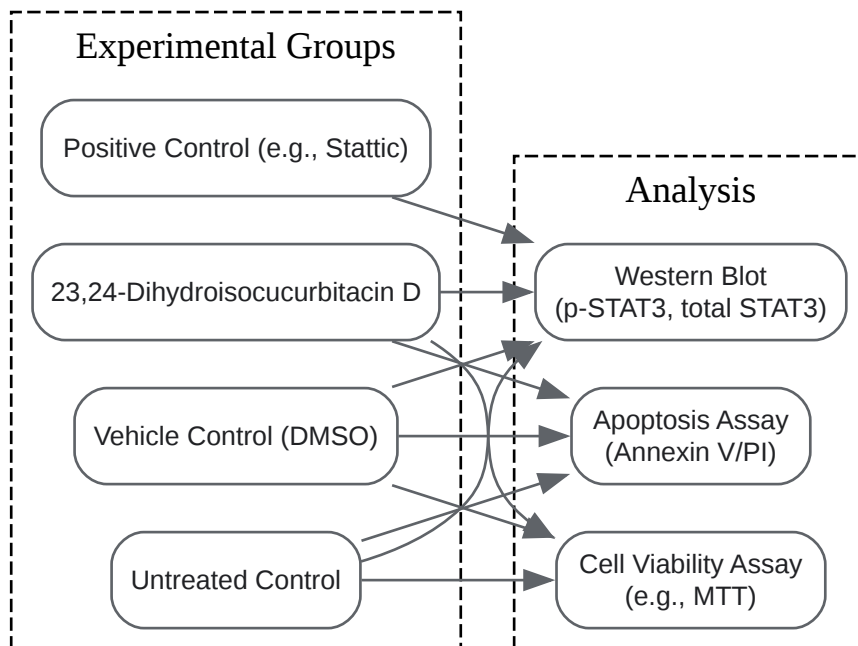 Experimental Groups
Positive Control (e.g., Stattic)
23,24-Dihydroisocucurbitacin D
Vehicle Control (DMSO)
Untreated Control
Analysis
Western Blot
(p-STAT3, total STAT3)
Apoptosis Assay
(Annexin V/PI)
Cell Viability Assay
(e.g., MTT)